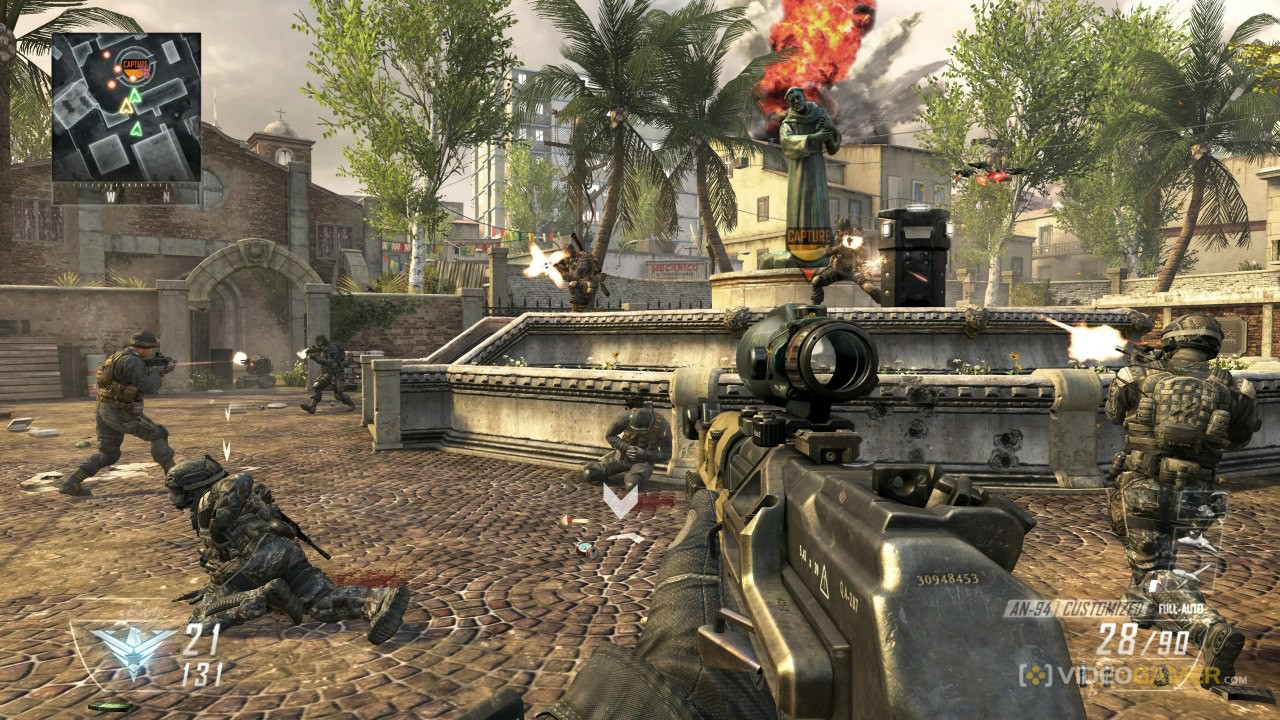 CAPTURE
W N
CAPTURE
MECANICO
30948453
AN-94 CUSTOMIZED FULL-AUTO
28/90
21
131
VIDEOGAMER.COM